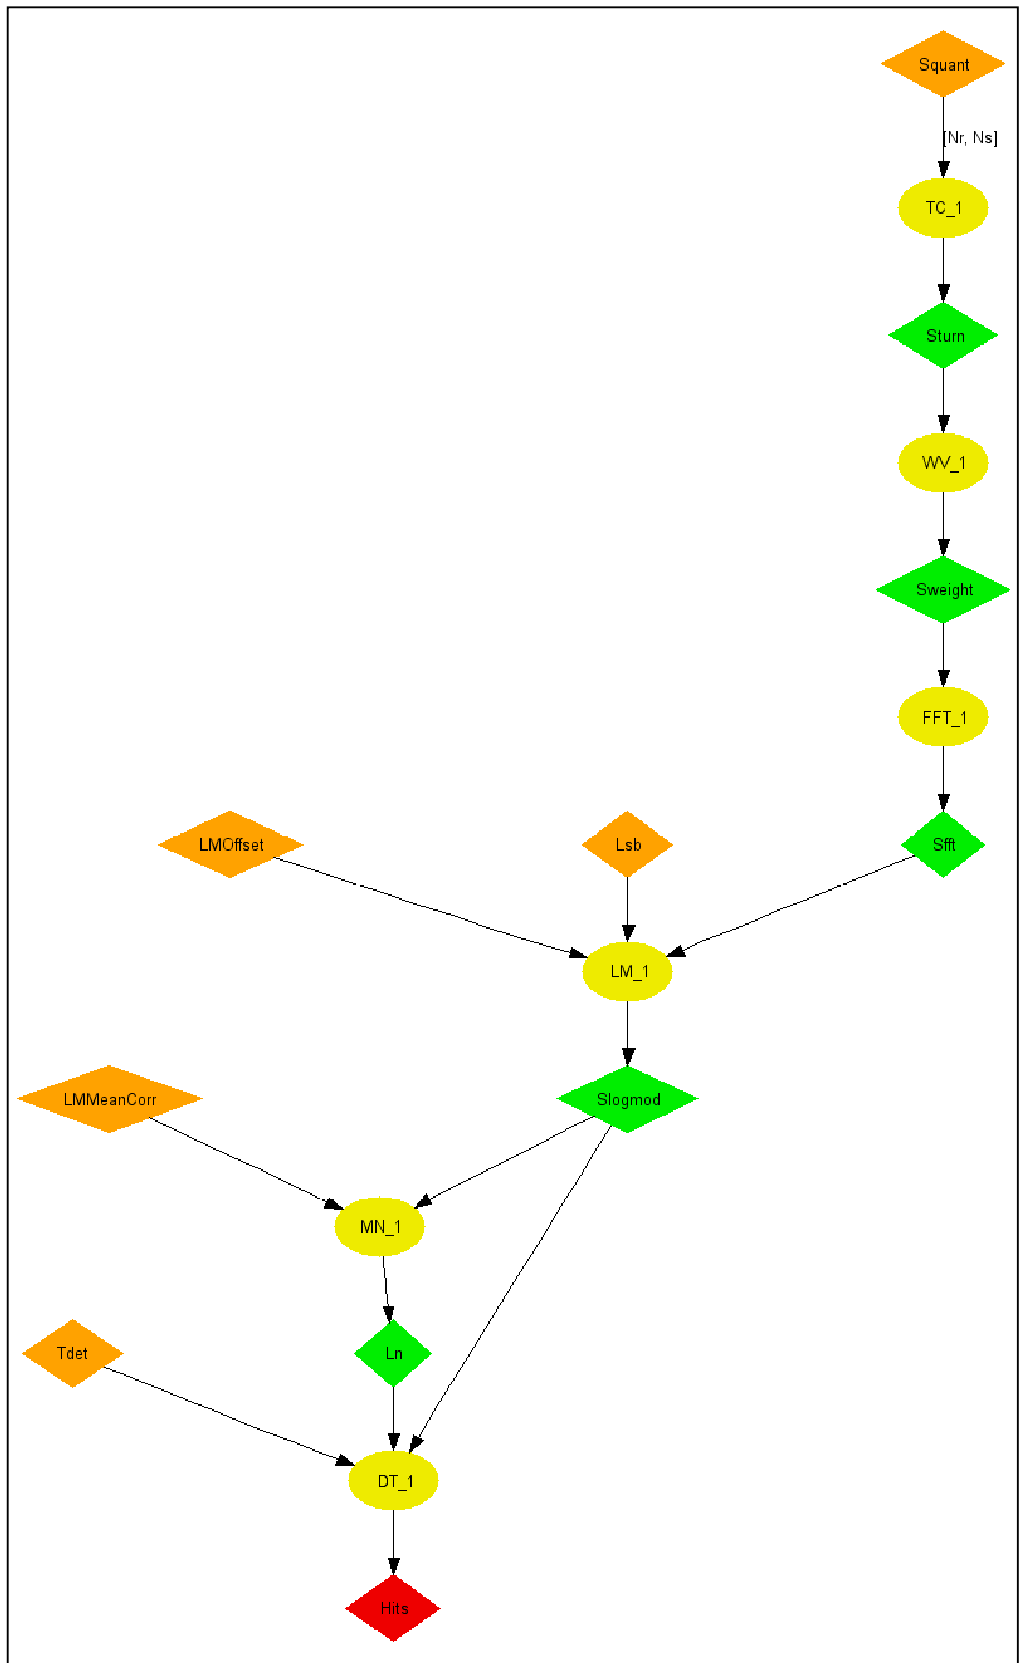 Squant
[Nr, Ns]
TC_1
Sturn
WV_1
Sweight
FFT_1
LMOffset
Lsb
Sfft
LM_1
LMMeanCorr
Slogmod
MN_1
Tdet
Ln
DT_1
Hits